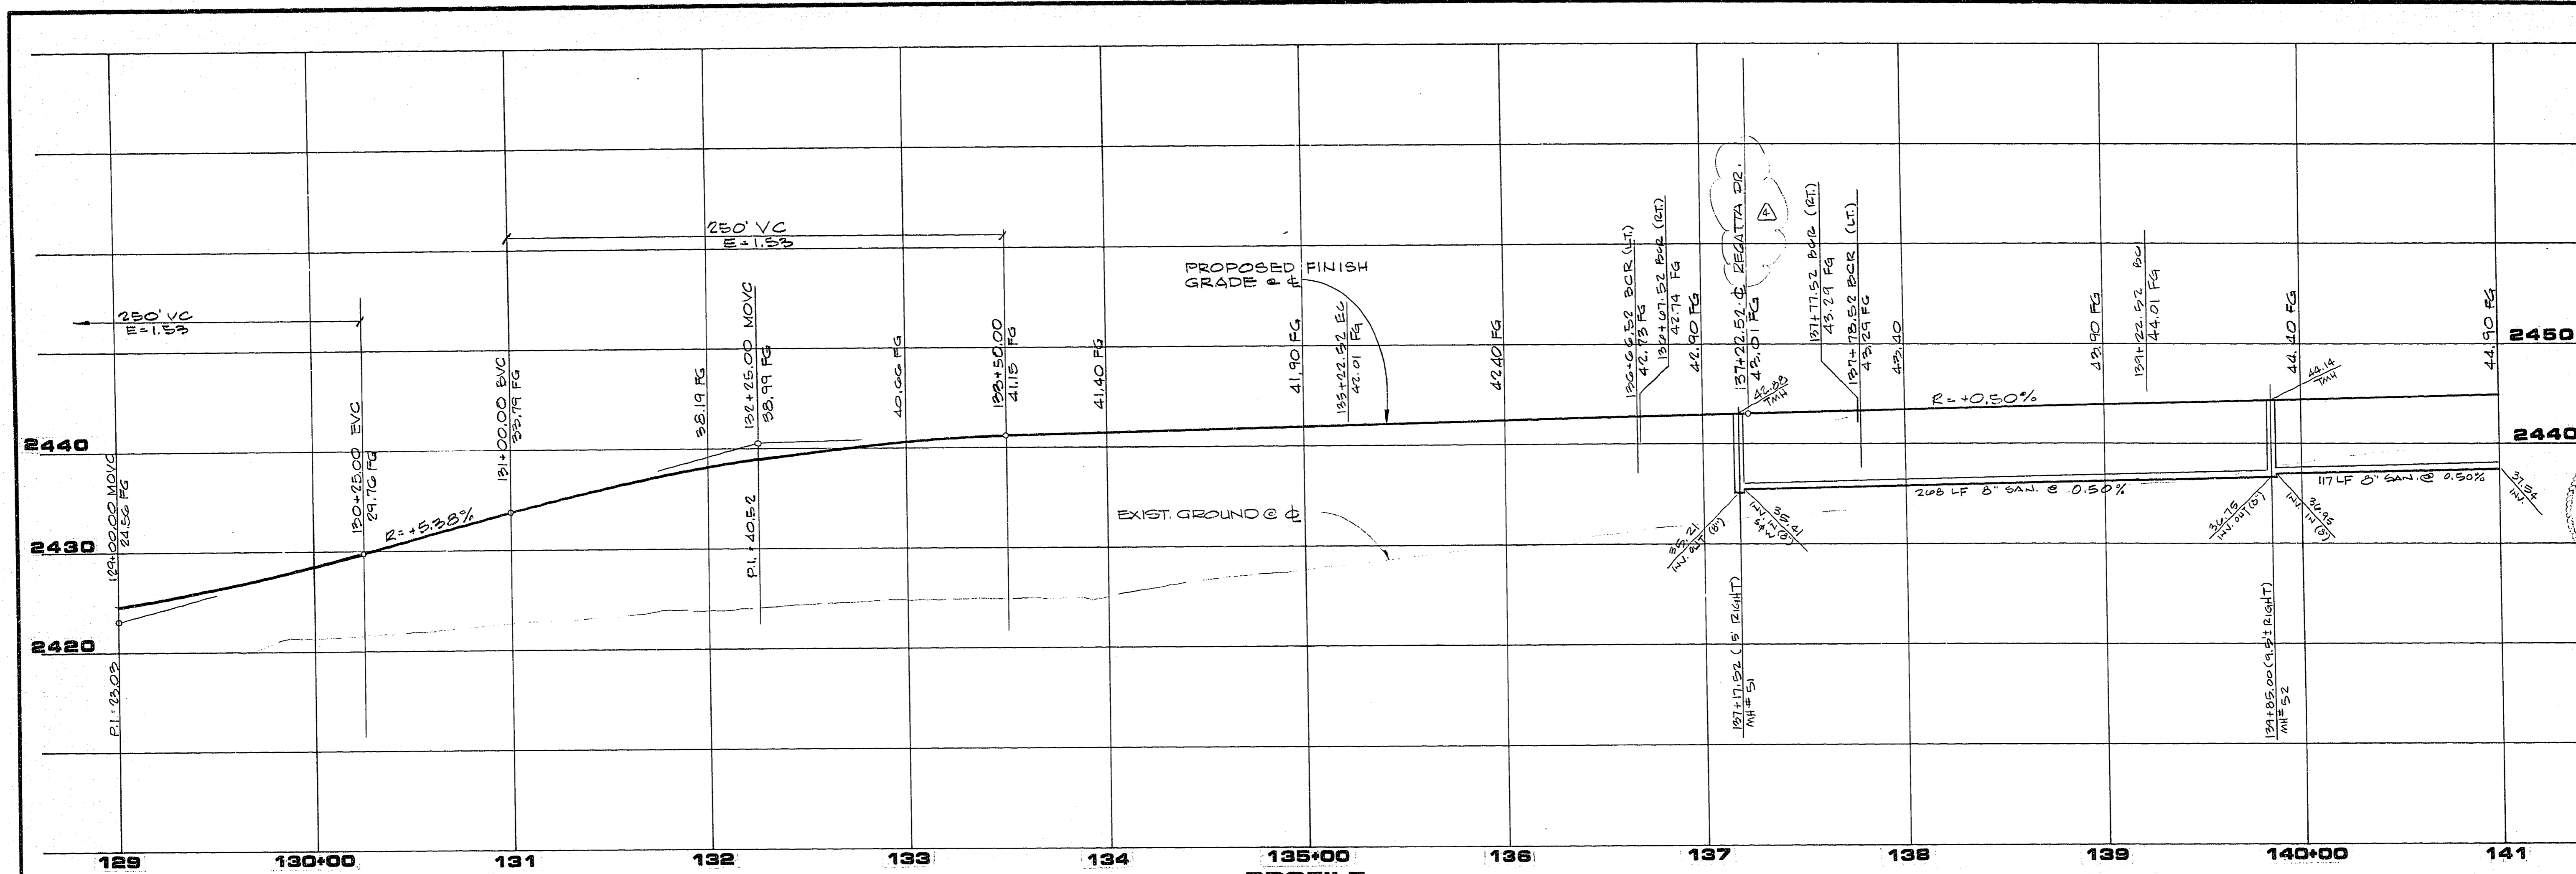 250' VC
E=1.53
129+00.00 MOVC
24.56 FG
P.I.=23.03
130+25.00 EVC
29.76 FG
R=+5.38%
131+00.00 BVC
33.79 FG
250' VC
E=1.53
38.19 FG
132+25.00 MOVC
38.99 FG
P.I.=40.52
40.66 FG
133+50.00
41.15 FG
41.40 FG
PROPOSED FINISH
GRADE @ ℄
41.90 FG
135+22.52 EC
42.01 FG
EXIST. GROUND @ ℄
42.40 FG
136+66.52 BCR (LT.)
42.73 FG
136+67.52 BCR (RT.)
42.74 FG
42.90 FG
137+22.52 ℄ REGATTA DR.
43.01 FG
4
42.88
TMH
137+77.52 BCR (RT.)
43.29 FG
137+78.52 BCR (LT.)
43.29 FG
43.40
R=+0.50%
43.90 FG
139+22.52 BC
44.01 FG
44.40 FG
44.14
TMH
44.90 FG
35.21
INV. OUT (8")
35.41
INV. IN
S&W (8")
268 LF 8" SAN. @ 0.50%
36.75
INV. OUT (8")
36.95
INV. IN (8")
117 LF 8" SAN. @ 0.50%
37.54
INV.
137+17.52 (5' RIGHT)
MH# 51
139+85.00 (9.5'± RIGHT)
MH# 52
2450
2440
2440
2430
2420
129 130+00 131 132 133 134 135+00 136 137 138 139 140+00 141